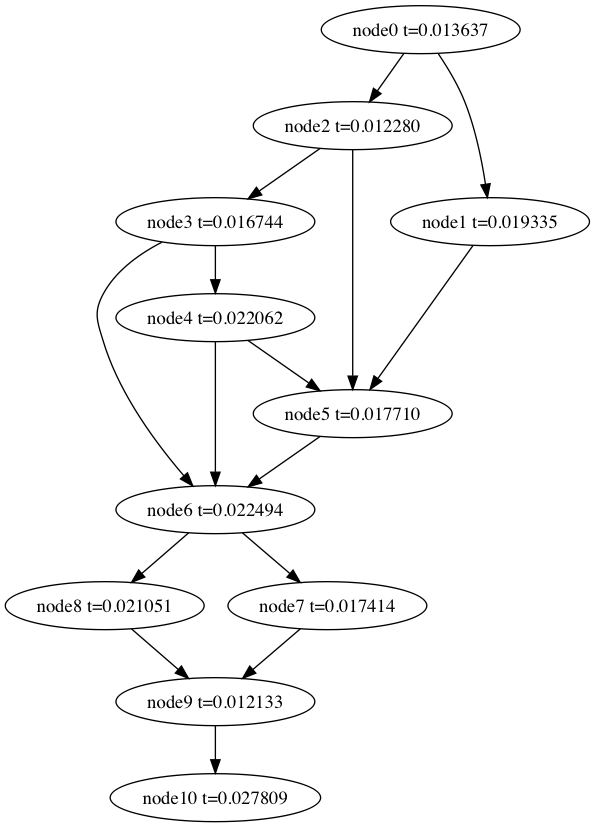 node0 t=0.013637
node2 t=0.012280
node3 t=0.016744
node1 t=0.019335
node4 t=0.022062
node5 t=0.017710
node6 t=0.022494
node8 t=0.021051
node7 t=0.017414
node9 t=0.012133
node10 t=0.027809